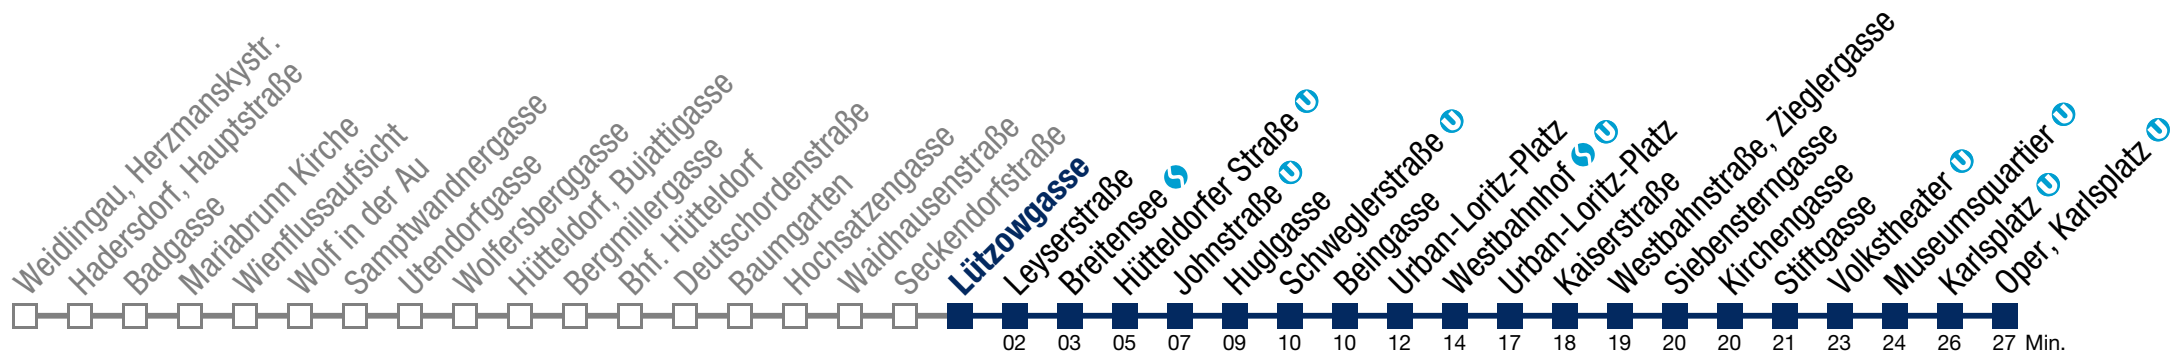 Weidlingau, Herzmanskystr.
Hadersdorf, Hauptstraße
Badgasse
Mariabrunn Kirche
Wienflussaufsicht
Wolf in der Au
Samptwandnergasse
Utendorfgasse
Wolfersberggasse
Hütteldorf, Bujattigasse
Bergmillergasse
Bhf. Hütteldorf
Deutschordenstraße
Baumgarten
Hochsatzengasse
Waidhausenstraße
Seckendorfstraße
Lützowgasse
Leyserstraße
Breitensee S
Hütteldorfer Straße U
Johnstraße U
Huglgasse
Schweglerstraße U
Beingasse
Urban-Loritz-Platz
Westbahnhof S U
Urban-Loritz-Platz
Kaiserstraße
Westbahnstraße, Zieglergasse
Siebensterngasse
Kirchengasse
Stiftgasse
Volkstheater U
Museumsquartier U
Karlsplatz U
Oper, Karlsplatz U
02 03 05 07 09 10 10 12 14 17 18 19 20 20 21 23 24 26 27 Min.